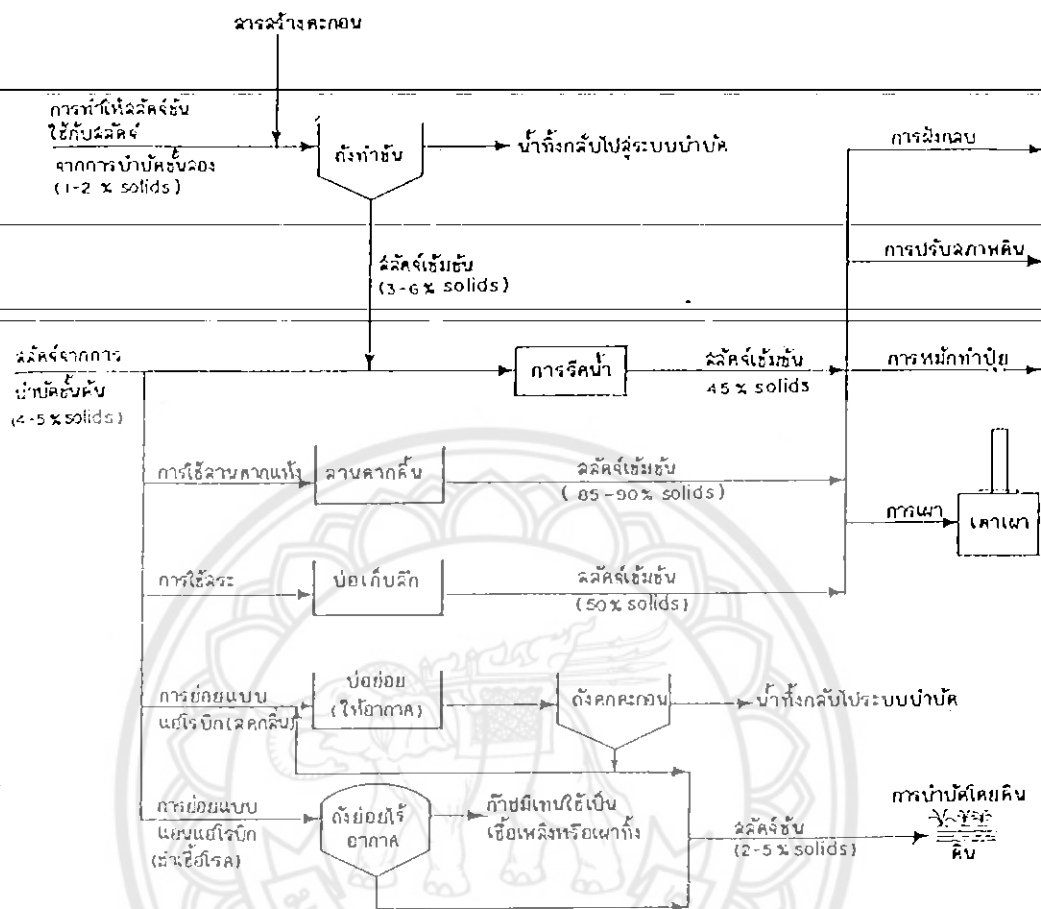 สารสร้างตะกอน
การทำให้สลัดจ์ข้น
ใช้กับสลัดจ์
จากการบำบัดขั้นสอง
(1-2 % solids)
ถังทำข้น
น้ำทิ้งกลับไปสู่ระบบบำบัด
การฝังกลบ
สลัดจ์เข้มข้น
(3-6% solids)
การปรับสภาพดิน
สลัดจ์จากการ
บำบัดขั้นต้น
(4-5% solids)
การรีดน้ำ
สลัดจ์เข้มข้น
45% solids
การหมักทำปุ๋ย
การใช้ลานตากแห้ง
ลานตากลิ้น
สลัดจ์เข้มข้น
(85-90% solids)
การเผา
เตาเผา
การใช้สระ
บ่อเก็บลึก
สลัดจ์เข้มข้น
(50% solids)
การย่อยแบบ
แอโรบิก(ลดกลิ่น)
บ่อย่อย
(ให้อากาศ)
ถังตกตะกอน
น้ำทิ้งกลับไประบบบำบัด
การย่อยแบบ
แอนแอโรบิก
(ฆ่าเชื้อโรค)
ถังย่อยไร้
อากาศ
ก๊าซมีเทนใช้เป็น
เชื้อเพลิงหรือเผาทิ้ง
สลัดจ์ข้น
(2-5% solids)
การบำบัดโดยดิน
ดิน